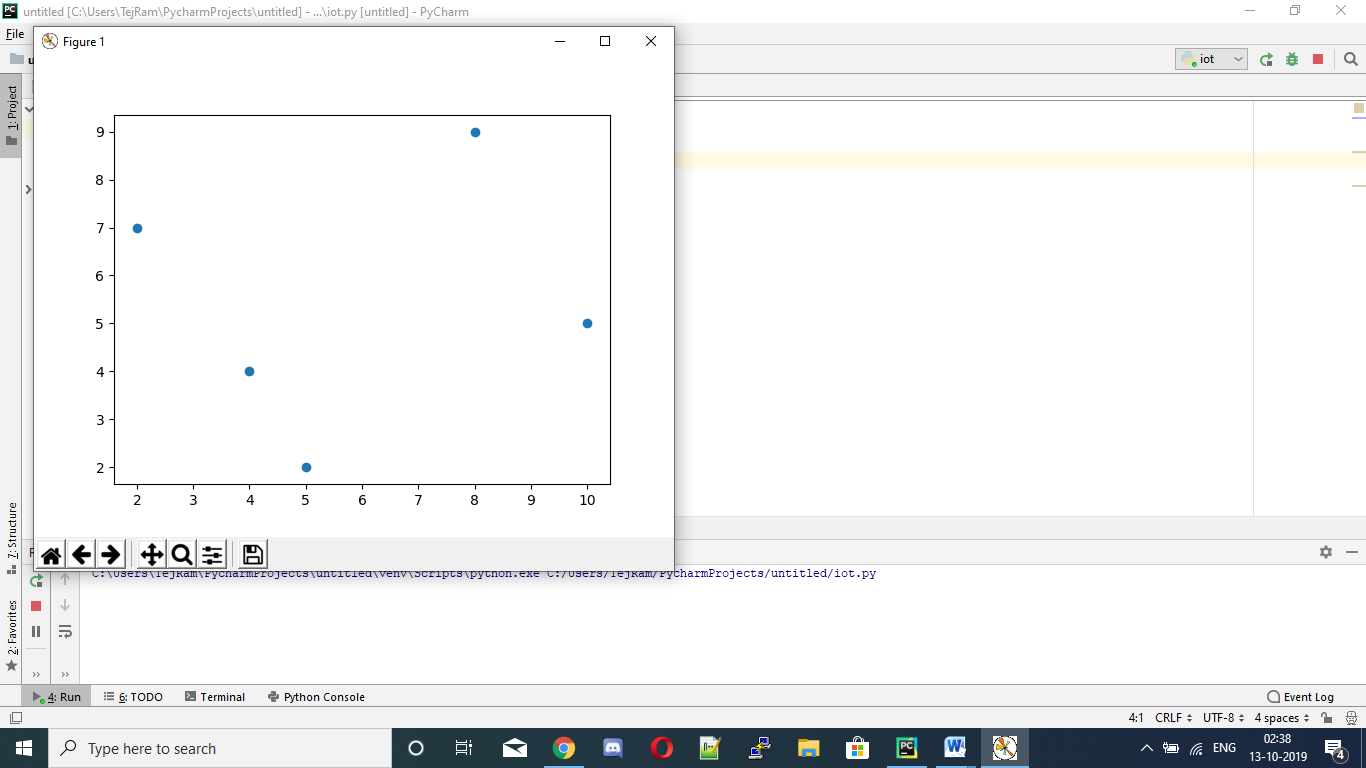 untitled [C:\Users\TejRam\PycharmProjects\untitled] - ...\iot.py [untitled] - PyCharm
File
Figure 1
iot
1: Project
9
8
7
6
5
4
3
2
2 3 4 5 6 7 8 9 10
7: Structure
2: Favorites
C:\Users\TejRam\PycharmProjects\untitled\venv\Scripts\python.exe C:/Users/TejRam/PycharmProjects/untitled/iot.py
4: Run 6: TODO Terminal Python Console Event Log
4:1 CRLF UTF-8 4 spaces
Type here to search
ENG
02:38
13-10-2019
4